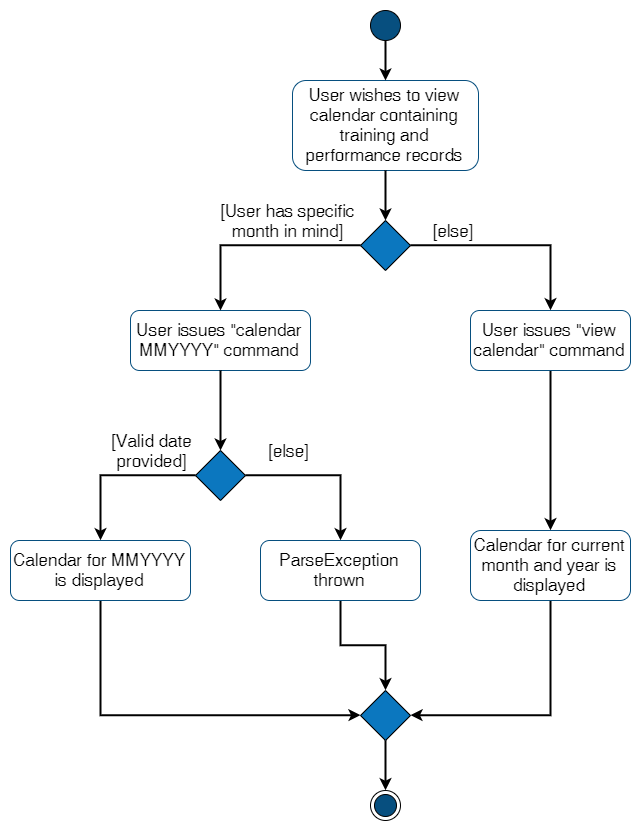 User wishes to view
calendar containing
training and
performance records
[User has specific
month in mind]
[else]
User issues "calendar
MMYYYY" command
User issues "view
calendar" command
[Valid date
provided]
[else]
Calendar for MMYYYY
is displayed
ParseException
thrown
Calendar for current
month and year is
displayed